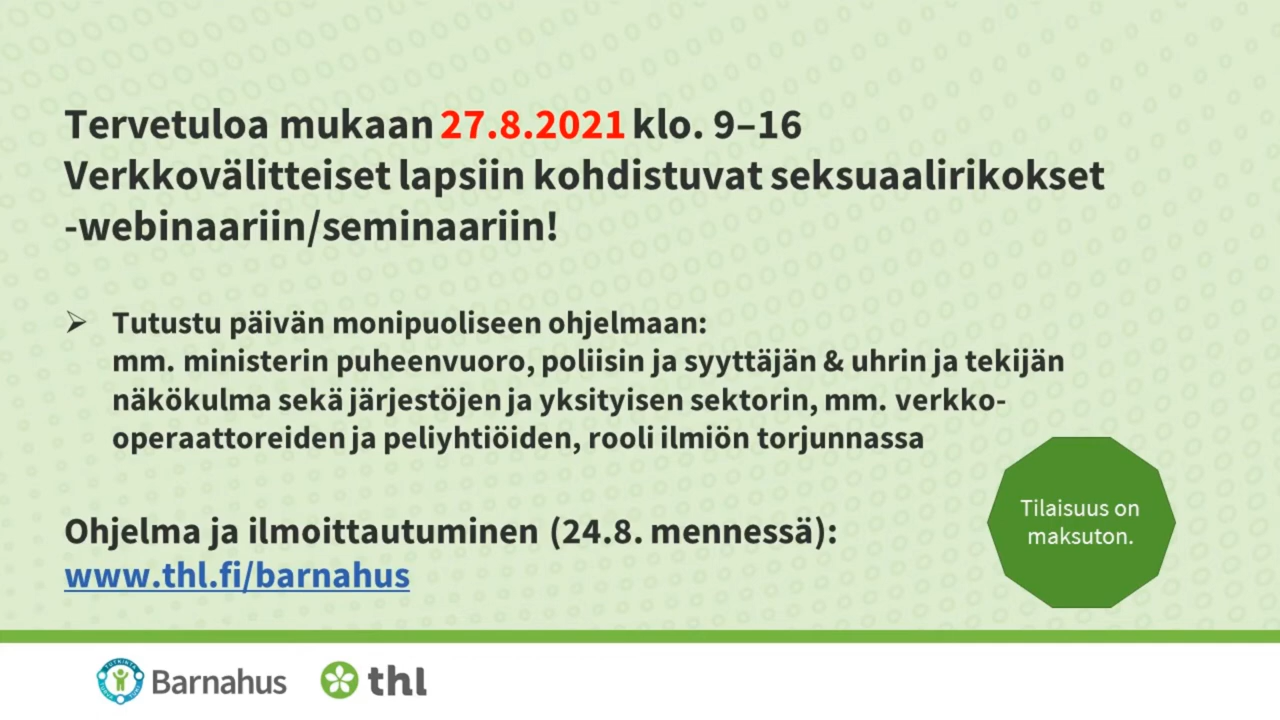 Tervetuloa mukaan 27.8.2021 klo. 9–16
Verkkovälitteiset lapsiin kohdistuvat seksuaalirikokset
-webinaariin/seminaariin!
➢ Tutustu päivän monipuoliseen ohjelmaan:
mm. ministerin puheenvuoro, poliisin ja syyttäjän & uhrin ja tekijän
näkökulma sekä järjestöjen ja yksityisen sektorin, mm. verkko-
operaattoreiden ja peliyhtiöiden, rooli ilmiön torjunnassa
Tilaisuus on
maksuton.
Ohjelma ja ilmoittautuminen (24.8. mennessä):
www.thl.fi/barnahus
Barnahus thl